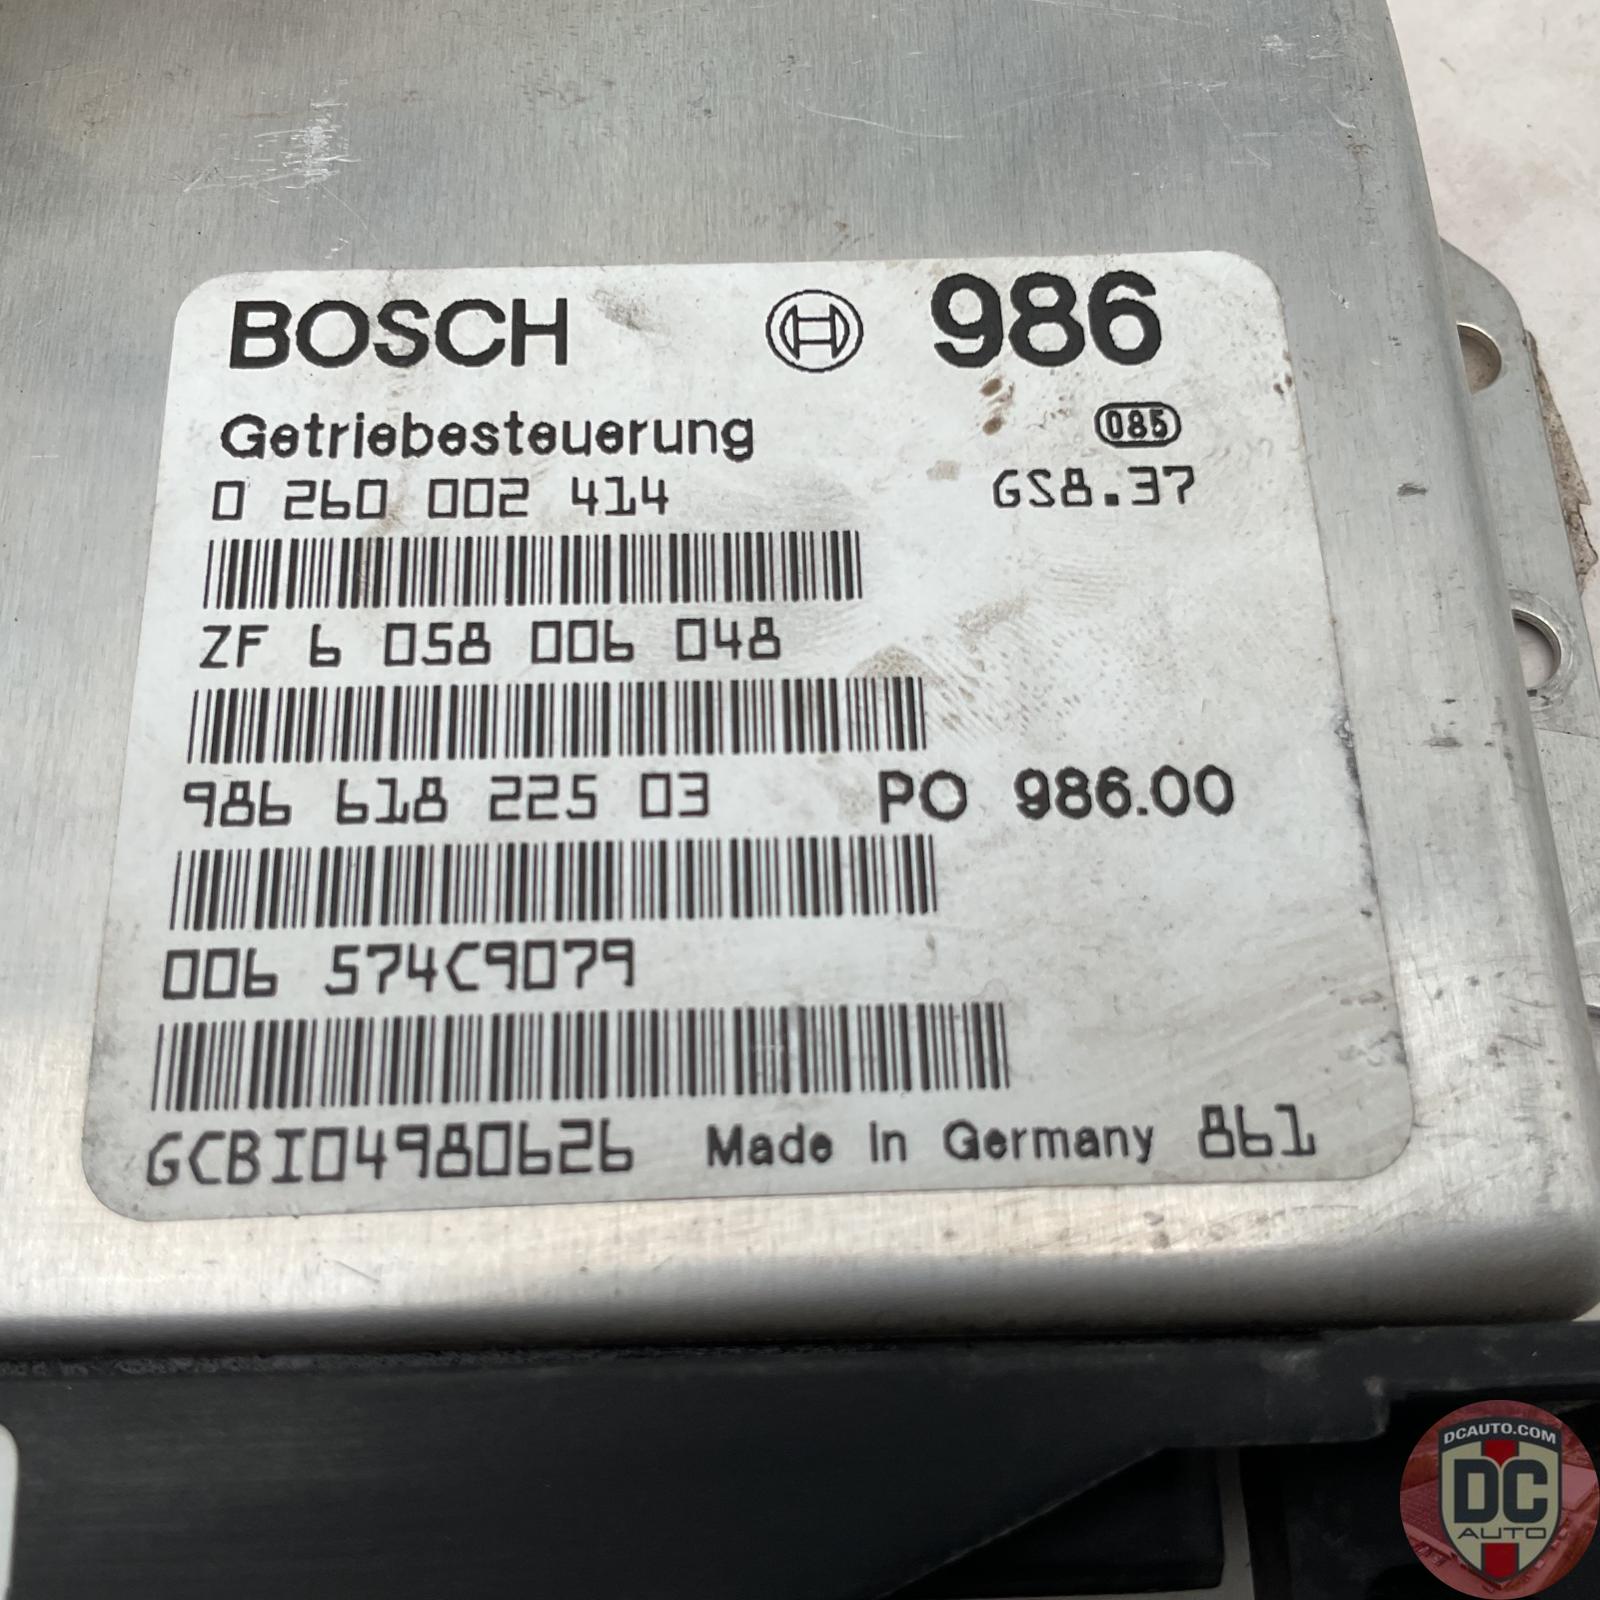 BOSCH 986
Getriebesteuerung 085
0 260 002 414 GS8.37
ZF 6 058 006 048
986 618 225 03 PO 986.00
006 574C9079
GCBI04980626 Made In Germany 861
DCAUTO.COM
DC
AUTO